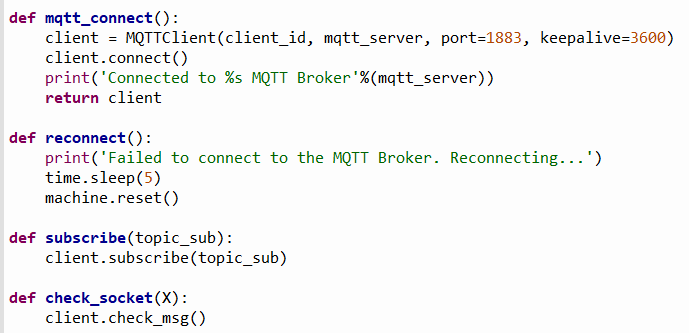 def mqtt_connect():
    client = MQTTClient(client_id, mqtt_server, port=1883, keepalive=3600)
    client.connect()
    print('Connected to %s MQTT Broker'%(mqtt_server))
    return client
def reconnect():
    print('Failed to connect to the MQTT Broker. Reconnecting...')
    time.sleep(5)
    machine.reset()
def subscribe(topic_sub):
    client.subscribe(topic_sub)
def check_socket(X):
    client.check_msg()